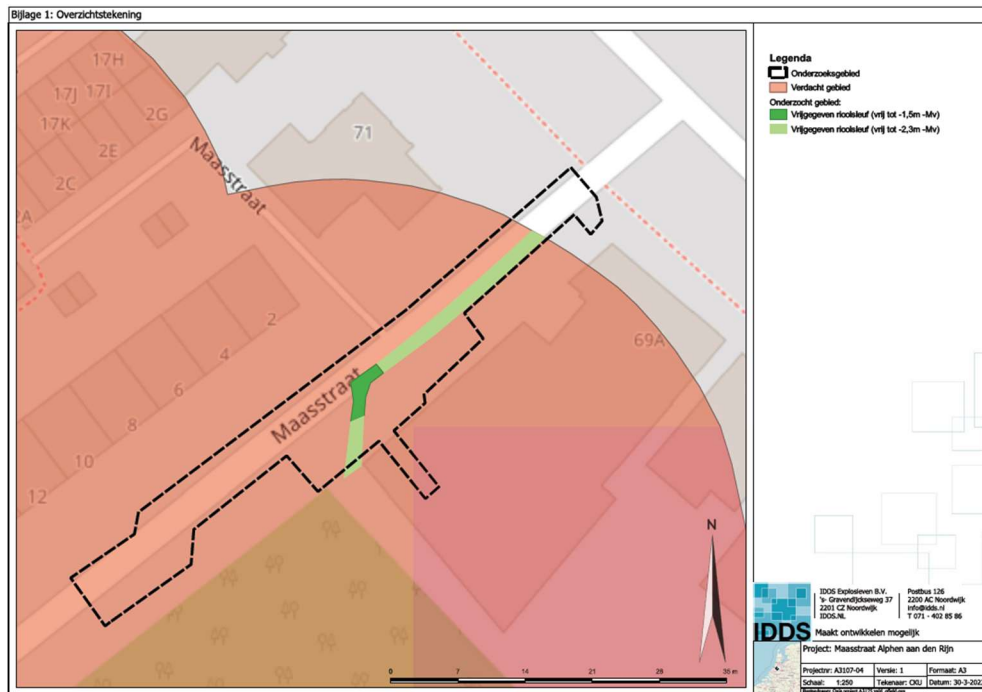 Bijlage 1: Overzichtstekening
17H
17J
17I
17K
2G
2E
2C
2A
71
Maasstraat
2
4
6
8
10
12
Maasstraat
69A
N
0
7
14
21
28
35 m
Legenda
Onderzoeksgebied
Verdacht gebied
Onderzocht gebied:
Vrijgegeven rioolsleuf (vrij tot -1,5m -Mv)
Vrijgegeven rioolsleuf (vrij tot -2,3m -Mv)
IDDS Explosieven B.V.
's- Gravendijckseweg 37
2201 CZ Noordwijk
IDDS.NL
Postbus 126
2200 AC Noordwijk
info@idds.nl
T 071 - 402 85 86
IDDS
Maakt ontwikkelen mogelijk
Project: Maasstraat Alphen aan den Rijn
Projectnr: A3107-04
Versie: 1
Formaat: A3
Schaal: 1:250
Tekenaar: CKU
Datum: 30-3-202